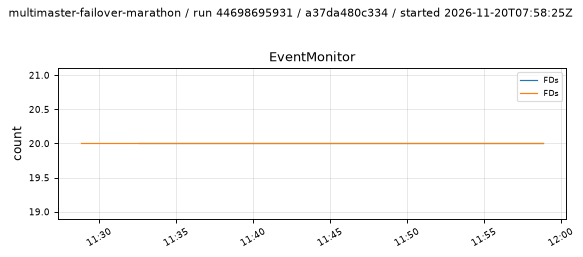 multimaster-failover-marathon / run 44698695931 / a37da480c334 / started 2026-11-20T07:58:25Z
EventMonitor
FDs
FDs
count
21.0
20.5
20.0
19.5
19.0
11:30
11:35
11:40
11:45
11:50
11:55
12:00